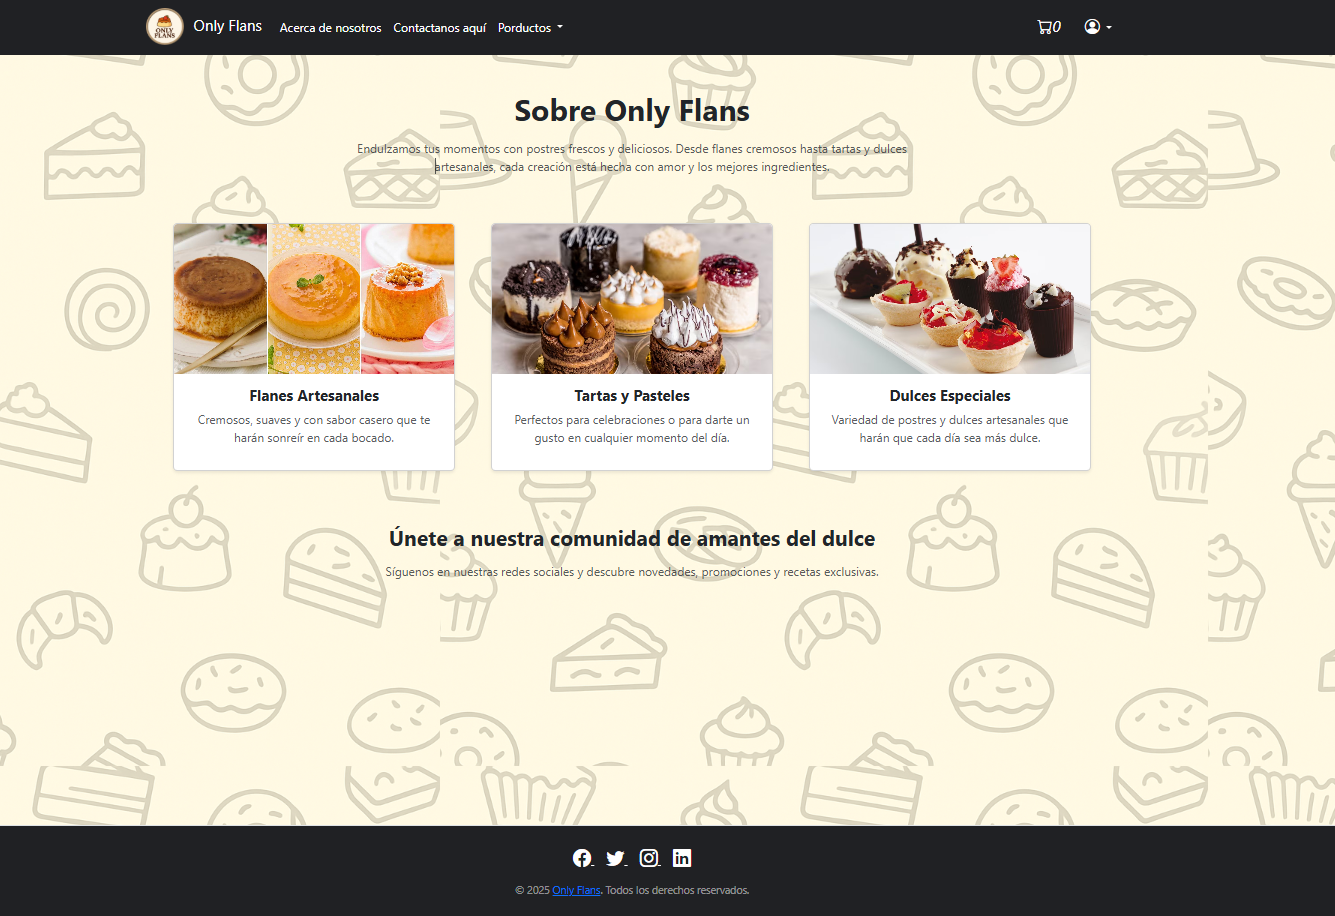 ONLY
FLANS
Only Flans
Acerca de nosotros
Contactanos aquí
Porductos
0
Sobre Only Flans
Endulzamos tus momentos con postres frescos y deliciosos. Desde flanes cremosos hasta tartas y dulces
artesanales, cada creación está hecha con amor y los mejores ingredientes.
Flanes Artesanales
Cremosos, suaves y con sabor casero que te
harán sonreír en cada bocado.
Tartas y Pasteles
Perfectos para celebraciones o para darte un
gusto en cualquier momento del día.
Dulces Especiales
Variedad de postres y dulces artesanales que
harán que cada día sea más dulce.
Únete a nuestra comunidad de amantes del dulce
Síguenos en nuestras redes sociales y descubre novedades, promociones y recetas exclusivas.
© 2025 Only Flans. Todos los derechos reservados.